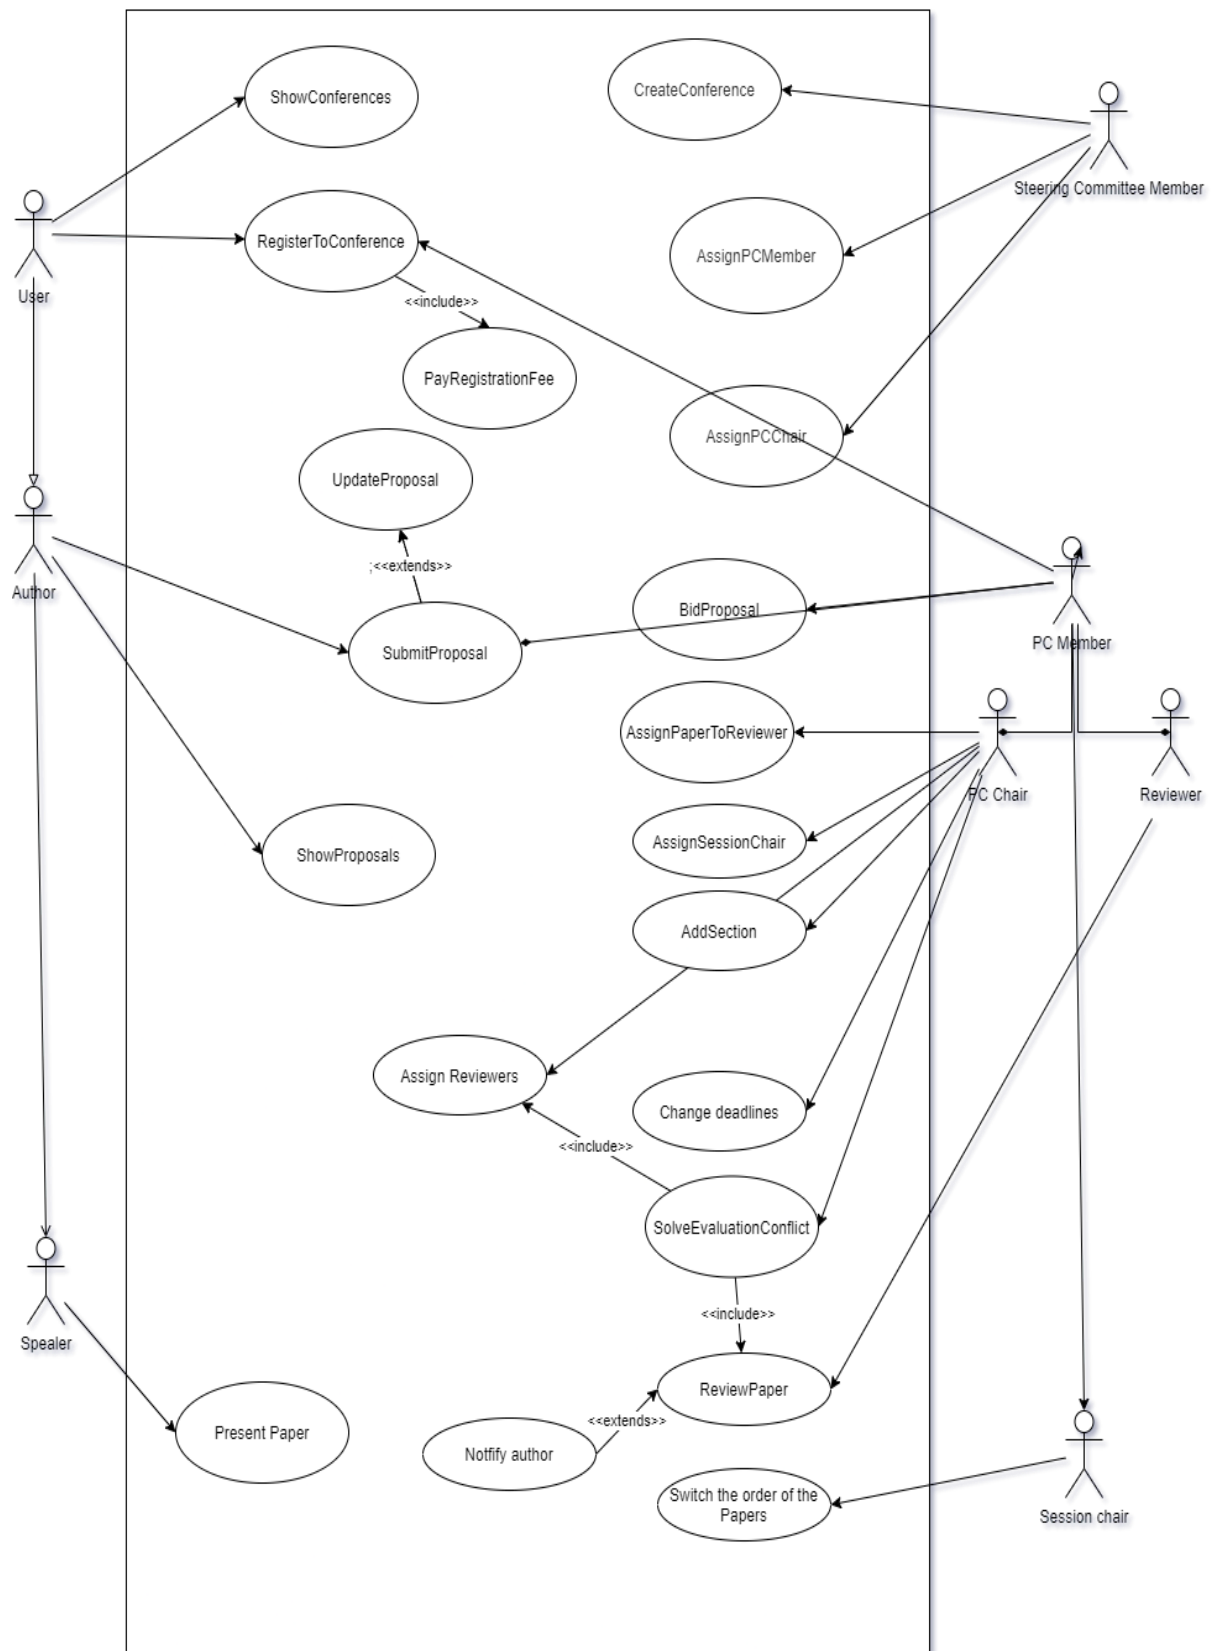 ShowConferences
CreateConference
Steering Committee Member
RegisterToConference
AssignPCMember
User
<<include>>
PayRegistrationFee
AssignPCChair
UpdateProposal
;<<extends>>
Author
BidProposal
SubmitProposal
PC Member
AssignPaperToReviewer
PC Chair
Reviewer
AssignSessionChair
ShowProposals
AddSection
Assign Reviewers
Change deadlines
<<include>>
SolveEvaluationConflict
<<include>>
Spealer
ReviewPaper
<<extends>>
Present Paper
Notfify author
Switch the order of the
Papers
Session chair